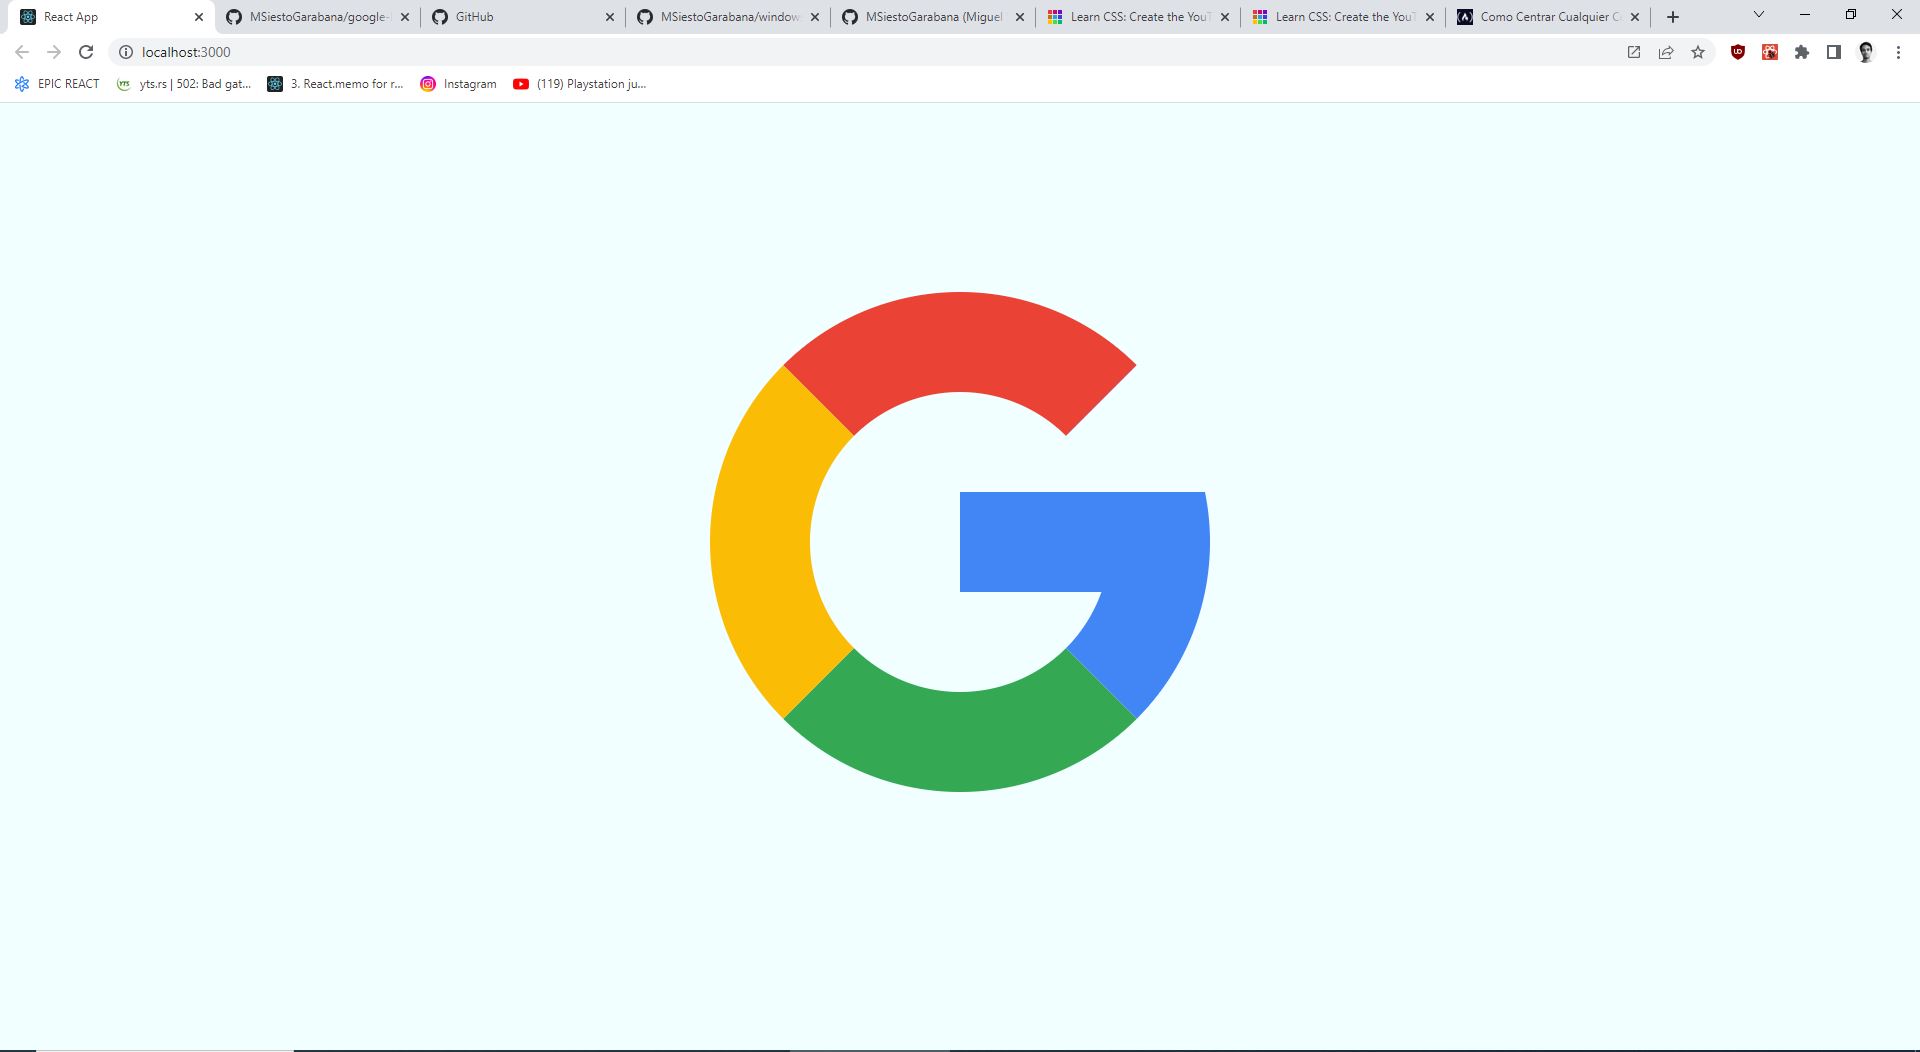 React App
MSiestoGarabana/google-
GitHub
MSiestoGarabana/window
MSiestoGarabana (Miguel
Learn CSS: Create the YouT
Learn CSS: Create the YouT
Como Centrar Cualquier C
localhost:3000
EPIC REACT
yts.rs | 502: Bad gat...
3. React.memo for r...
Instagram
(119) Playstation ju...